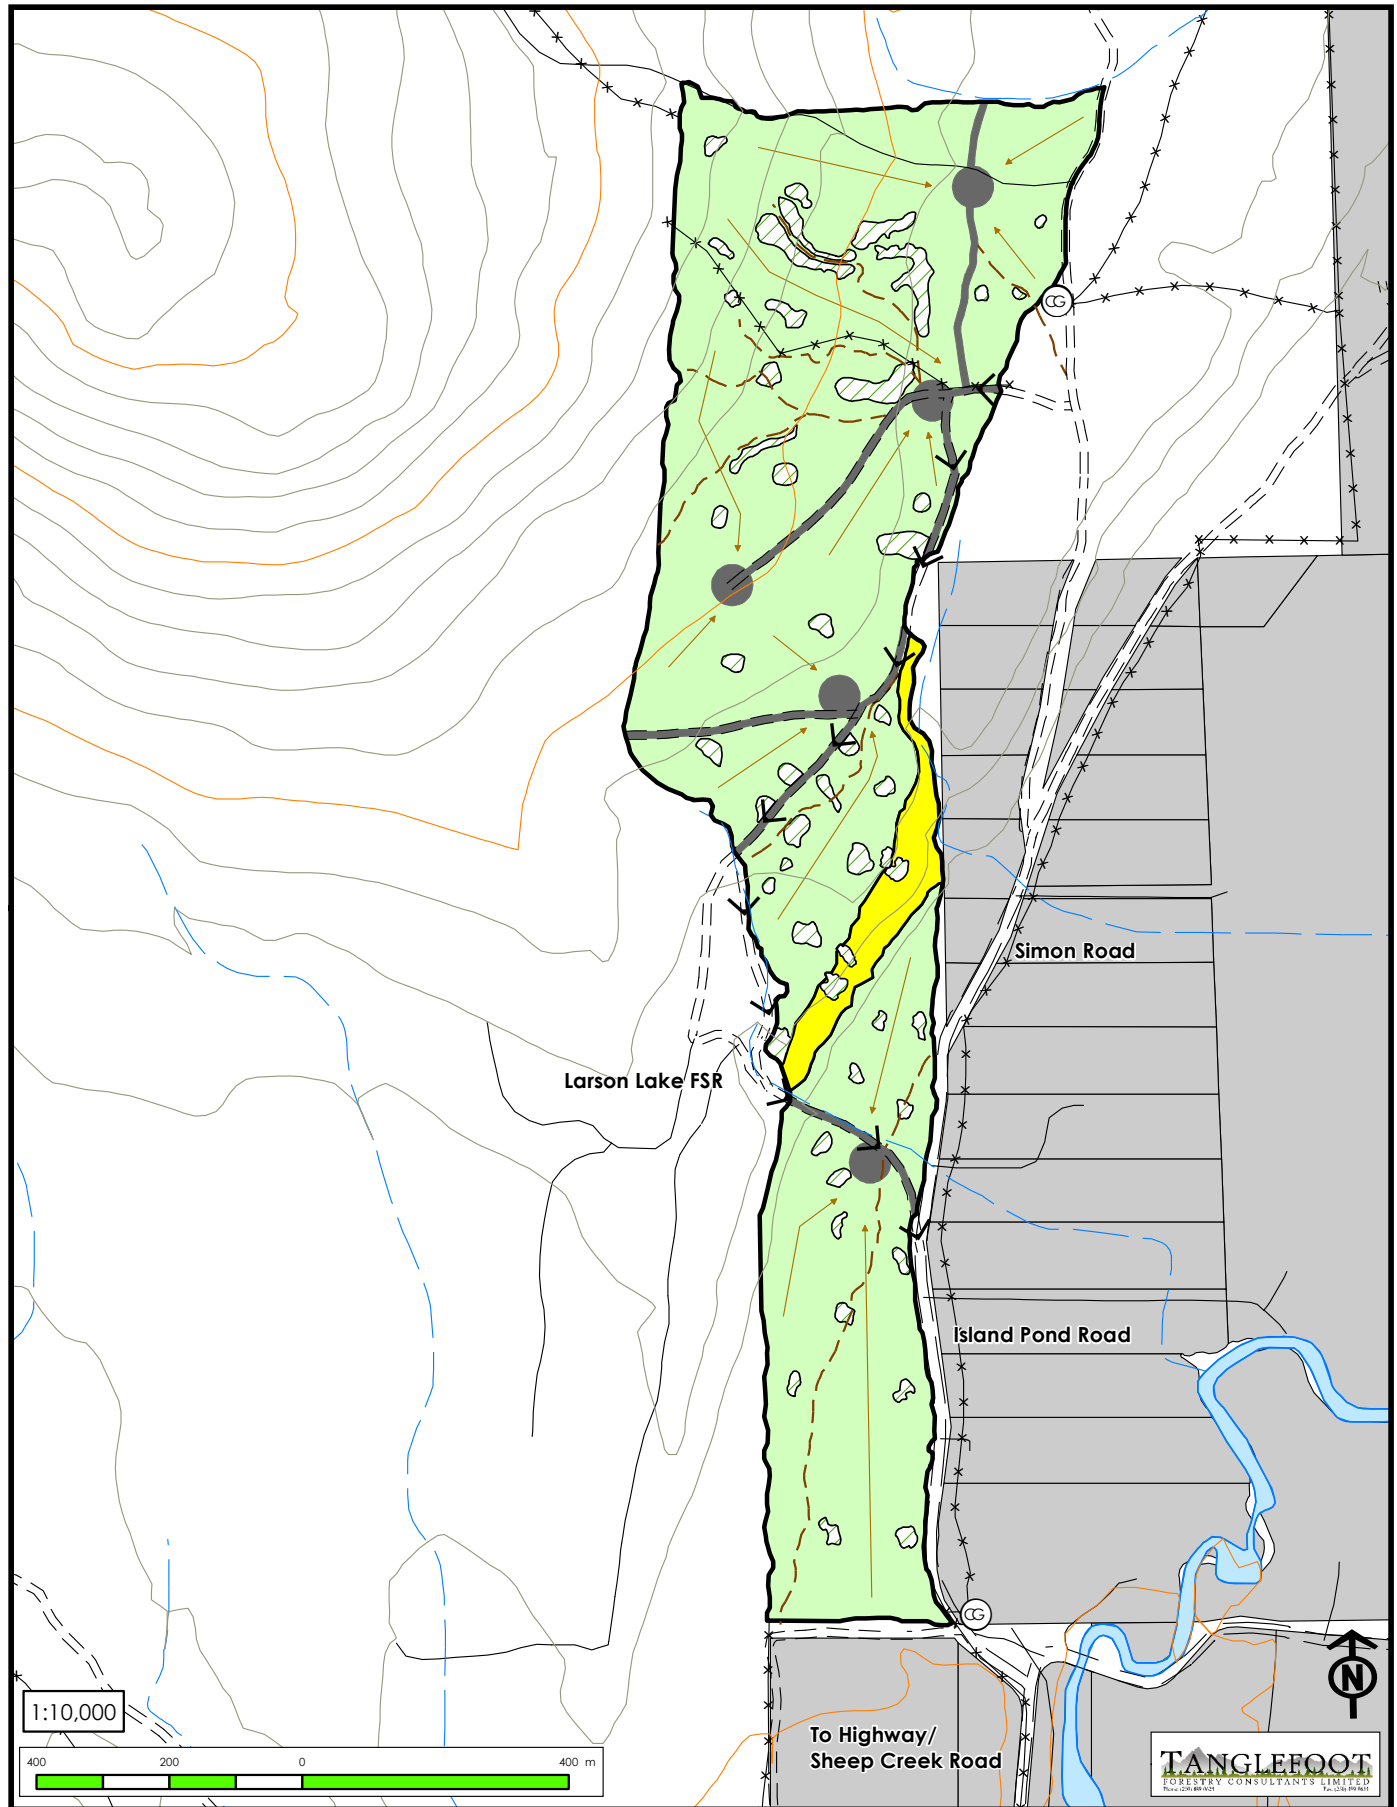 CG
Simon Road
Larson Lake FSR
Island Pond Road
CG
N
1:10,000
To Highway/
Sheep Creek Road
400 200 0 400 m
TANGLEFOOT
FORESTRY CONSULTANTS LIMITED